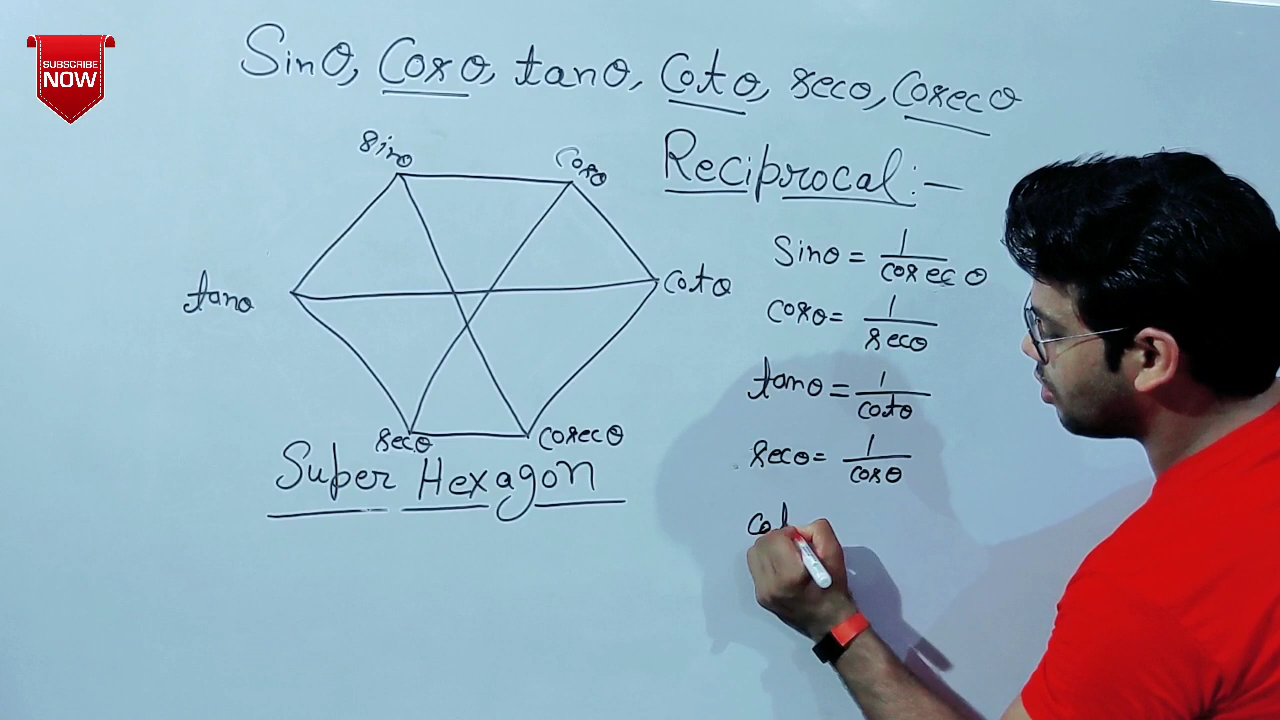 SUBSCRIBE
NOW
Sinθ, Cosθ, tanθ, Cotθ, secθ, Cosecθ
sinθ
cosθ
Reciprocal:-
Sinθ = 1/cosecθ
tanθ
cotθ
cosθ = 1/secθ
tanθ = 1/cotθ
secθ
cosecθ
secθ = 1/cosθ
Super Hexagon
cot